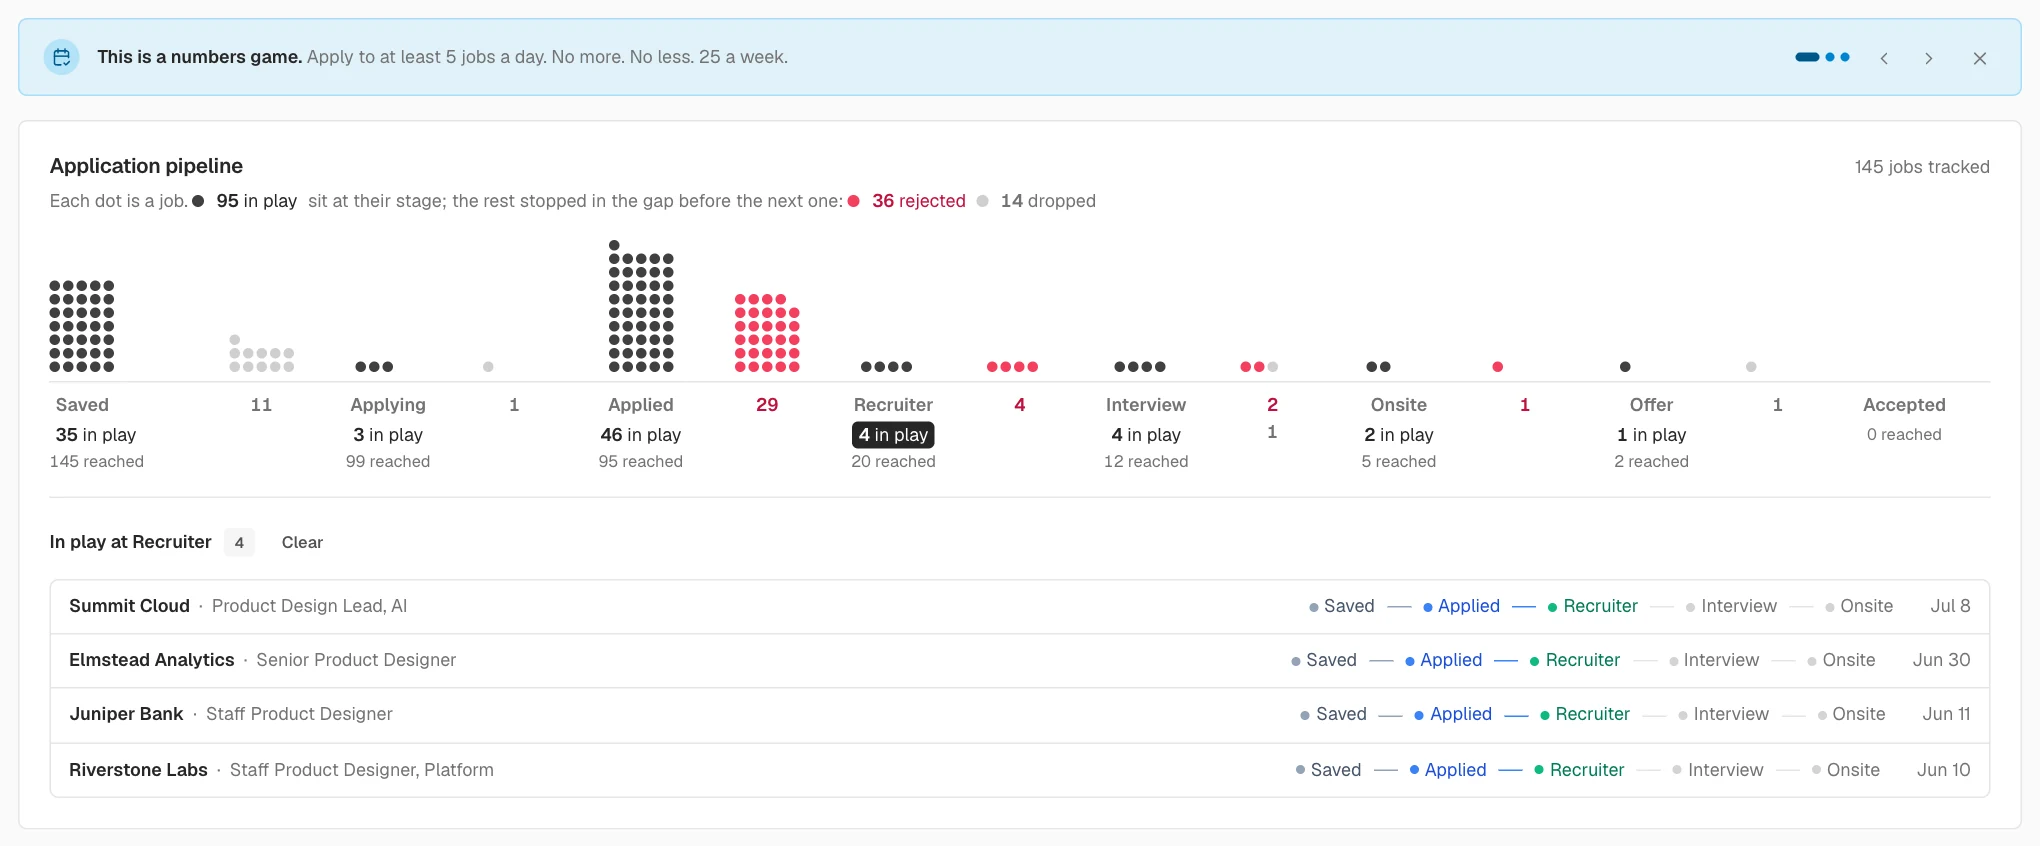 This is a numbers game. Apply to at least 5 jobs a day. No more. No less. 25 a week.
Application pipeline
145 jobs tracked
Each dot is a job. 95 in play sit at their stage; the rest stopped in the gap before the next one: 36 rejected 14 dropped
Saved 11 Applying 1 Applied 29 Recruiter 4 Interview 2 Onsite 1 Offer 1 Accepted
35 in play 3 in play 46 in play 4 in play 4 in play 1 2 in play 1 in play 0 reached
145 reached 99 reached 95 reached 20 reached 12 reached 5 reached 2 reached
In play at Recruiter 4 Clear
Summit Cloud · Product Design Lead, AI Saved Applied Recruiter Interview Onsite Jul 8
Elmstead Analytics · Senior Product Designer Saved Applied Recruiter Interview Onsite Jun 30
Juniper Bank · Staff Product Designer Saved Applied Recruiter Interview Onsite Jun 11
Riverstone Labs · Staff Product Designer, Platform Saved Applied Recruiter Interview Onsite Jun 10